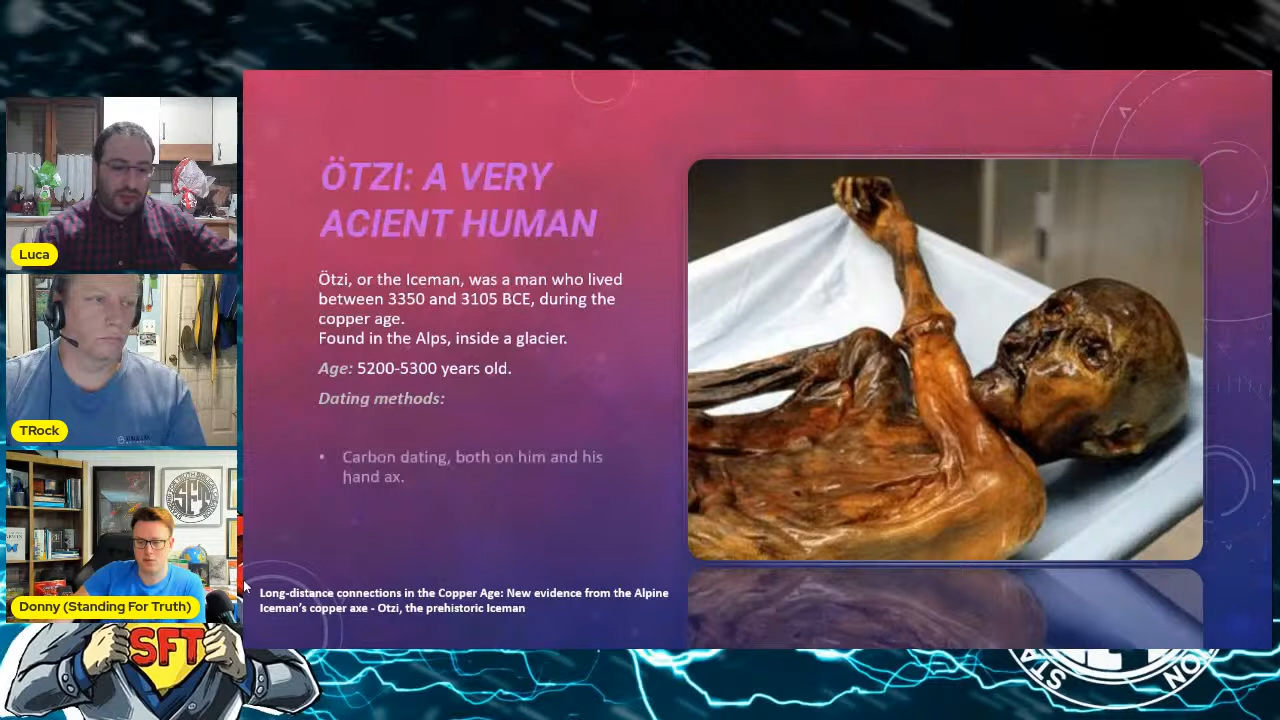 ÖTZI: A VERY
ACIENT HUMAN
Ötzi, or the Iceman, was a man who lived
between 3350 and 3105 BCE, during the
copper age.
Found in the Alps, inside a glacier.
Age: 5200-5300 years old.
Dating methods:
• Carbon dating, both on him and his
hand ax.
Long-distance connections in the Copper Age: New evidence from the Alpine
Iceman's copper axe - Otzi, the prehistoric Iceman
Luca
TRock
Donny (Standing For Truth)
SFT
SFT